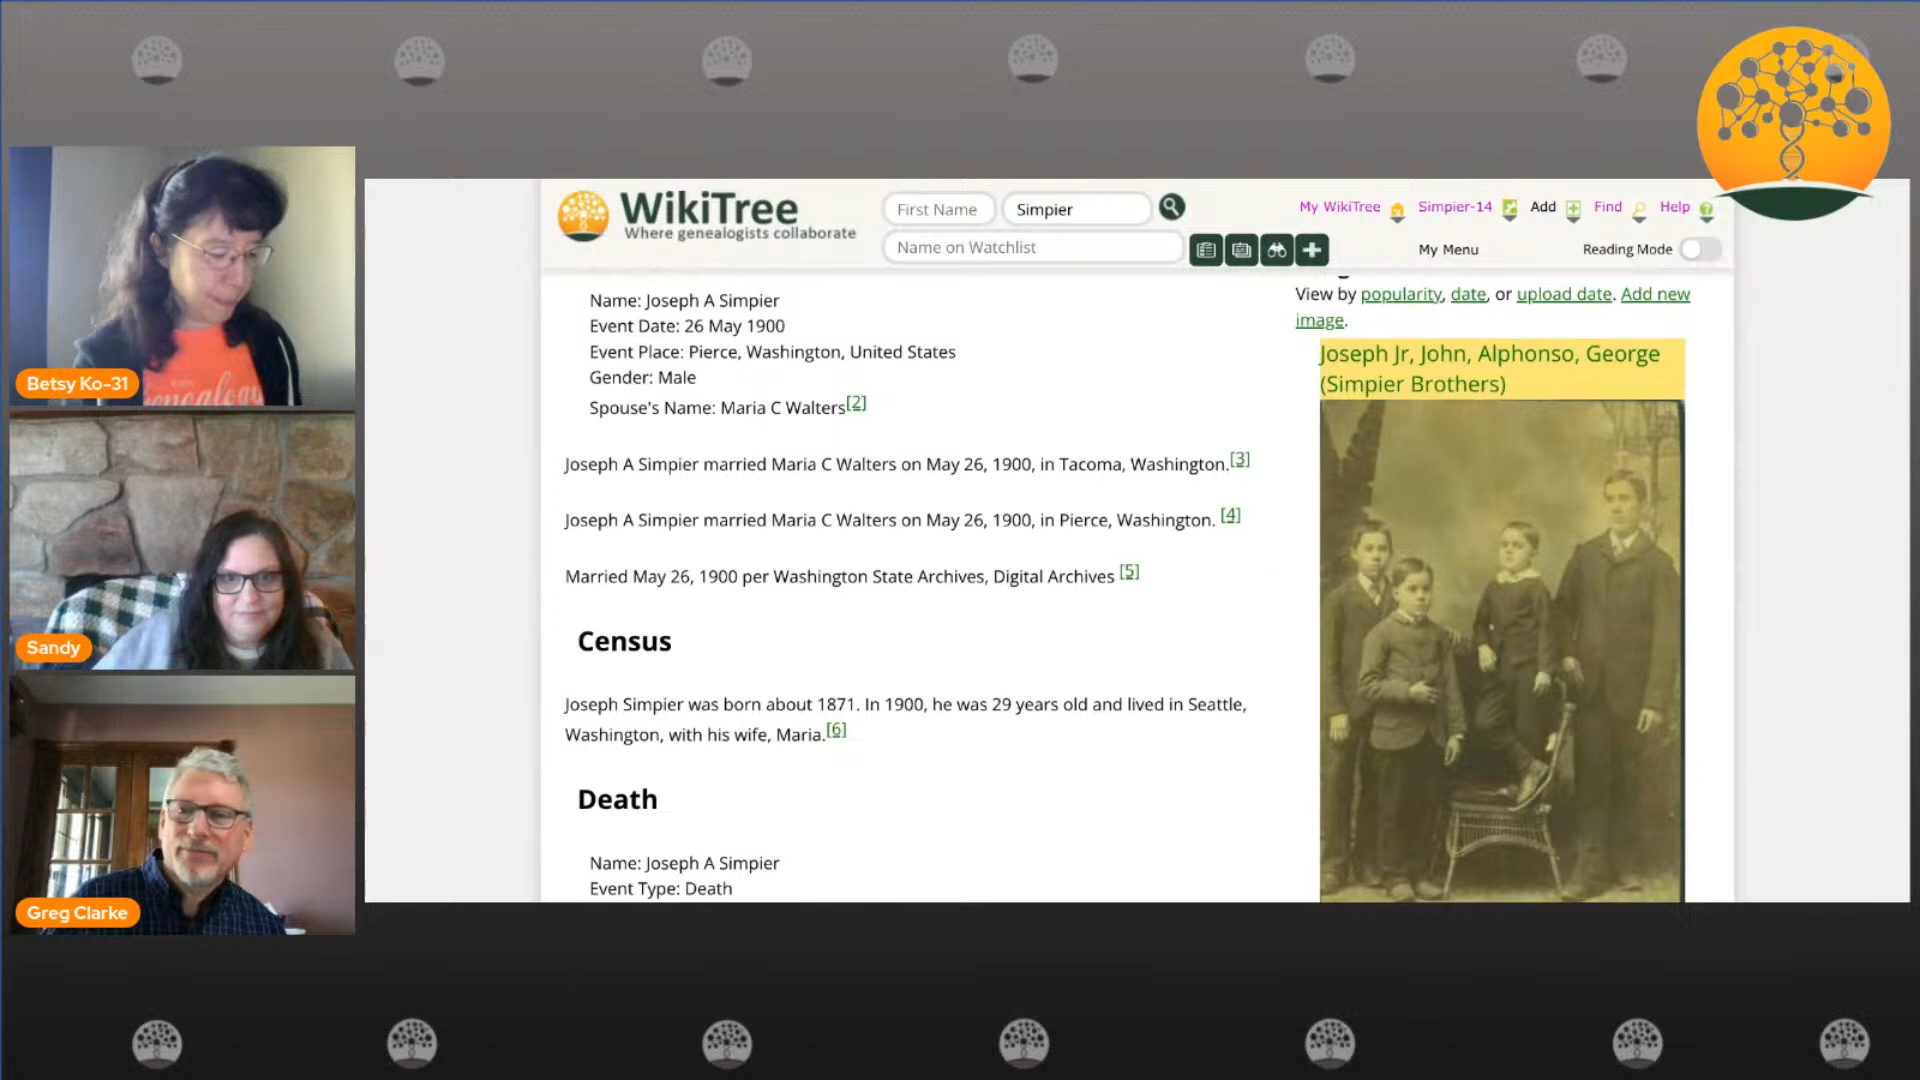 WikiTree
Where genealogists collaborate
First Name
Simpier
Name on Watchlist
My WikiTree
Simpier-14
Add
Find
Help
My Menu
Reading Mode
Name: Joseph A Simpier
Event Date: 26 May 1900
Event Place: Pierce, Washington, United States
Gender: Male
Spouse's Name: Maria C Walters[2]
Joseph A Simpier married Maria C Walters on May 26, 1900, in Tacoma, Washington.[3]
Joseph A Simpier married Maria C Walters on May 26, 1900, in Pierce, Washington. [4]
Married May 26, 1900 per Washington State Archives, Digital Archives [5]
Census
Joseph Simpier was born about 1871. In 1900, he was 29 years old and lived in Seattle,
Washington, with his wife, Maria.[6]
Death
Name: Joseph A Simpier
Event Type: Death
View by popularity, date, or upload date. Add new
image.
Joseph Jr, John, Alphonso, George
(Simpier Brothers)
Betsy Ko-31
Sandy
Greg Clarke